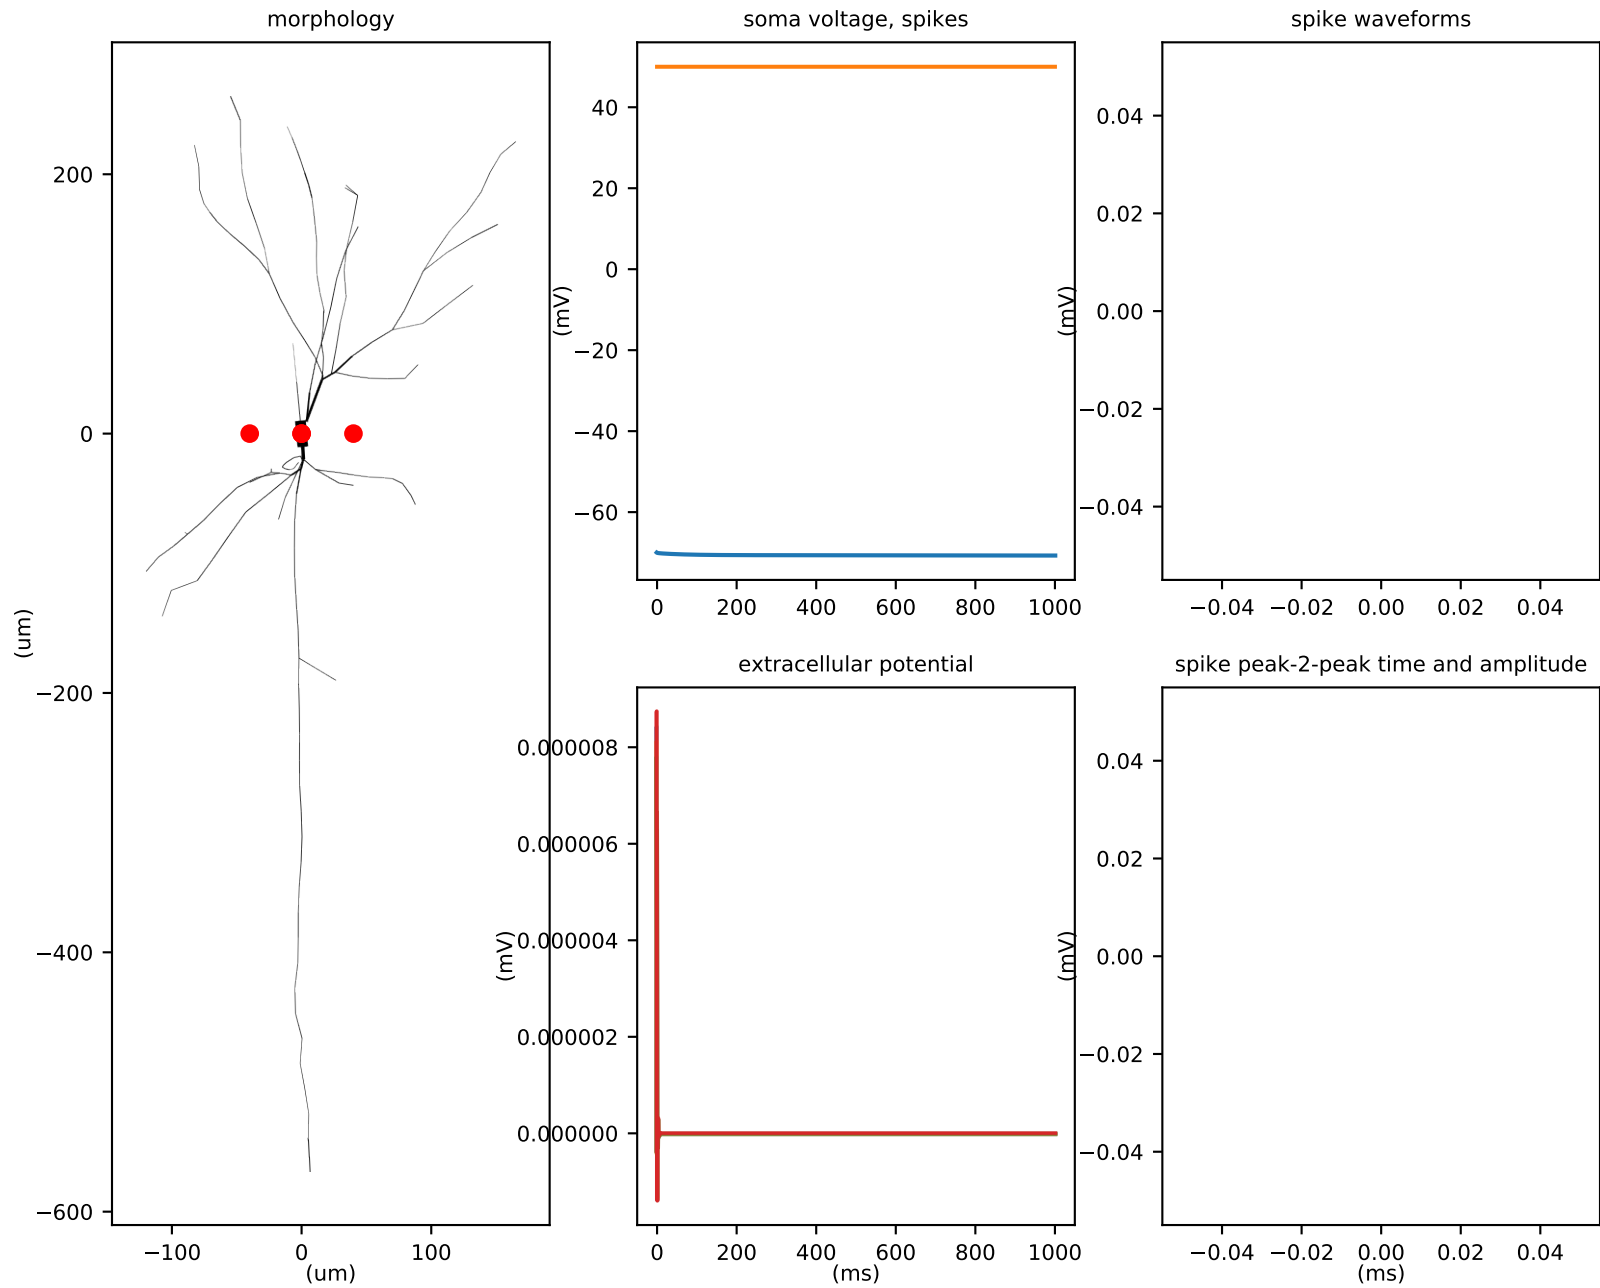 morphology
soma voltage, spikes
spike waveforms
200
0
−200
−400
−600
(um)
−100 0 100
(um)
40
20
0
−20
−40
−60
(mV)
0 200 400 600 800 1000
0.04
0.02
0.00
−0.02
−0.04
(mV)
−0.04 −0.02 0.00 0.02 0.04
extracellular potential
spike peak-2-peak time and amplitude
0.000008
0.000006
0.000004
0.000002
0.000000
(mV)
0 200 400 600 800 1000
(ms)
0.04
0.02
0.00
−0.02
−0.04
(mV)
−0.04 −0.02 0.00 0.02 0.04
(ms)